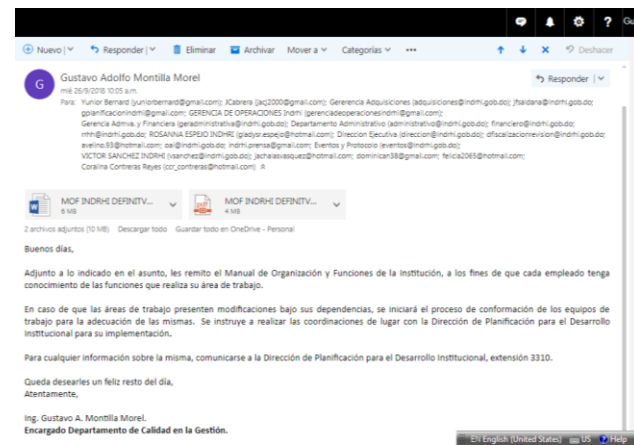 Gu
Nuevo | Responder | Eliminar Archivar Mover a Categorías ••• Deshacer
G
Gustavo Adolfo Montilla Morel
Responder |
mié 26/9/2018 10:05 a.m.
Para: Yunior Bernard (yuniorbernard@gmail.com); JCabrera (jacj2000@gmail.com); Gererencia Adquisiciones (adquisiciones@indrhi.gob.do); jfsaldana@indrhi.gob.do;
gplanificacionindrhi@gmail.com; GERENCIA DE OPERACIONES Indrhi (gerenciadeoperacionesindrhi@gmail.com);
Gerencia Admva. y Financiera (geradministrativa@indrhi.gob.do); Departamento Administrativo (administrativo@indrhi.gob.do); financiero@indrhi.gob.do;
rrhh@indrhi.gob.do; ROSANNA ESPEJO INDRHI (gladysr.espejo@hotmail.com); Direccion Ejecutiva (direccion@indrhi.gob.do); dfiscalizacionrevision@indrhi.gob.do;
avelino.93@hotmail.com; oai@indrhi.gob.do; indrhi.prensa@gmail.com; Eventos y Protocolo (eventos@indrhi.gob.do);
VICTOR SANCHEZ INDRHI (vsanchez@indrhi.gob.do); jachalasvasquez@hotmail.com; dominican38@gmail.com; felicia2065@hotmail.com;
Coralina Contreras Reyes (ccr_contreras@hotmail.com)
MOF INDRHI DEFINITV... MOF INDRHI DEFINITV...
6 MB 4 MB
2 archivos adjuntos (10 MB) Descargar todo Guardar todo en OneDrive - Personal
Buenos días,
Adjunto a lo indicado en el asunto, les remito el Manual de Organización y Funciones de la Institución, a los fines de que cada empleado tenga
conocimiento de las funciones que realiza su área de trabajo.
En caso de que las áreas de trabajo presenten modificaciones bajo sus dependencias, se iniciará el proceso de conformación de los equipos de
trabajo para la adecuación de las mismas. Se instruye a realizar las coordinaciones de lugar con la Dirección de Planificación para el Desarrollo
Institucional para su implementación.
Para cualquier información sobre la misma, comunicarse a la Dirección de Planificación para el Desarrollo Institucional, extensión 3310.
Queda desearles un feliz resto del día,
Atentamente,
Ing. Gustavo A. Montilla Morel.
Encargado Departamento de Calidad en la Gestión.
EN English (United States) US Help